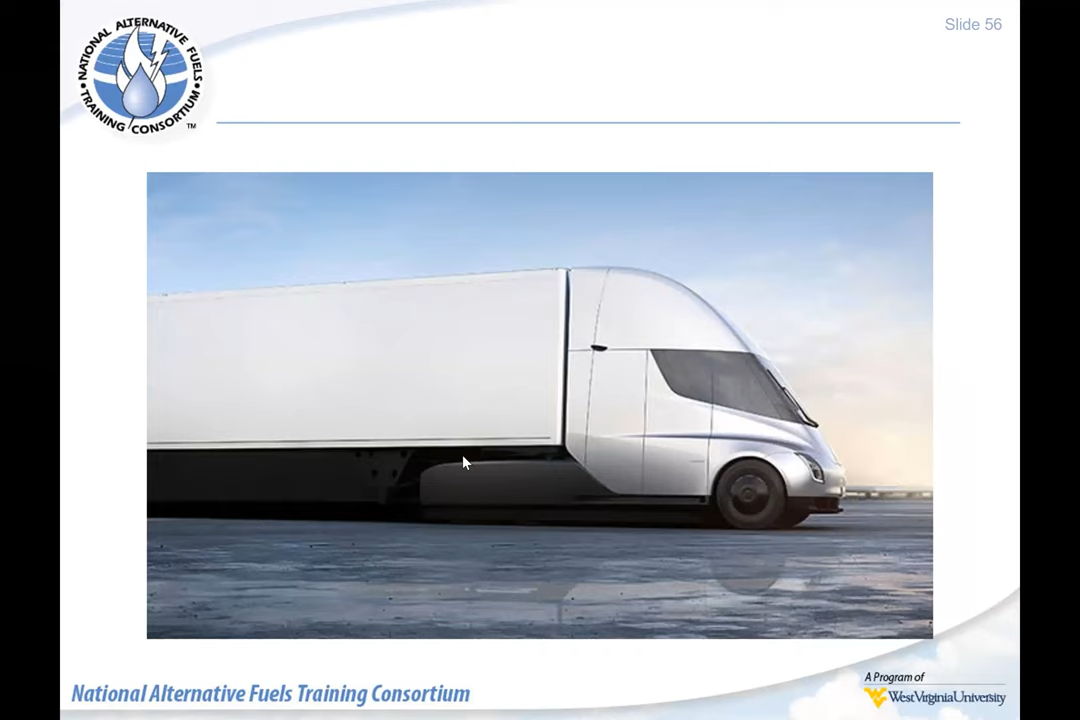 Slide 56
NATIONAL ALTERNATIVE FUELS
TRAINING CONSORTIUM
TM
National Alternative Fuels Training Consortium
A Program of
WestVirginiaUniversity